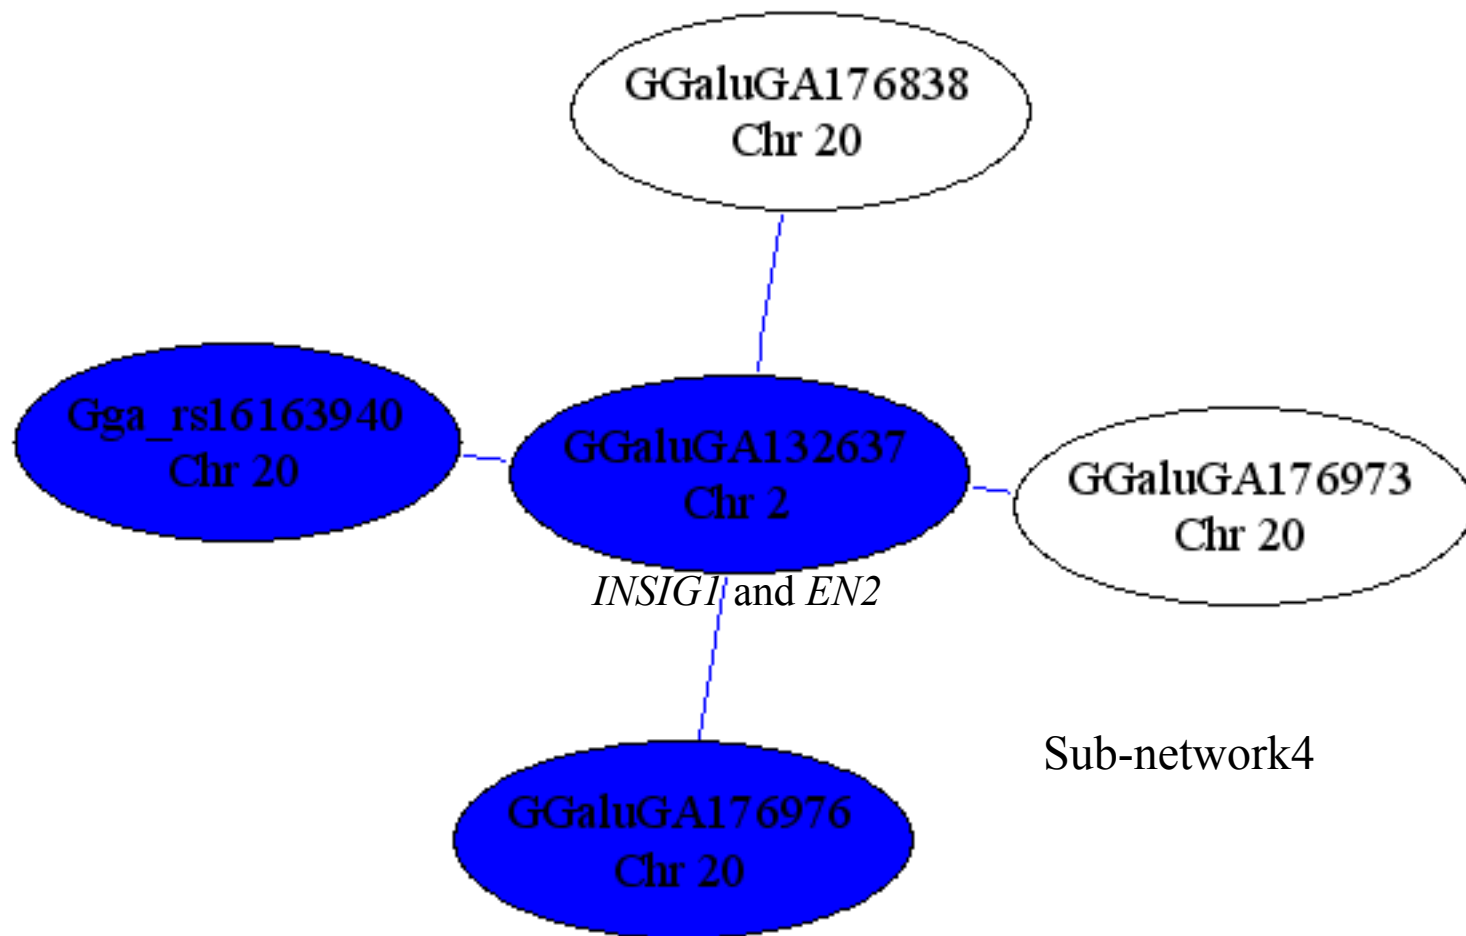 GGaluGA176838
Chr 20
Gga_rs16163940
Chr 20
GGaluGA132637
Chr 2
GGaluGA176973
Chr 20
INSIG1 and EN2
Sub-network4
GGaluGA176976
Chr 20